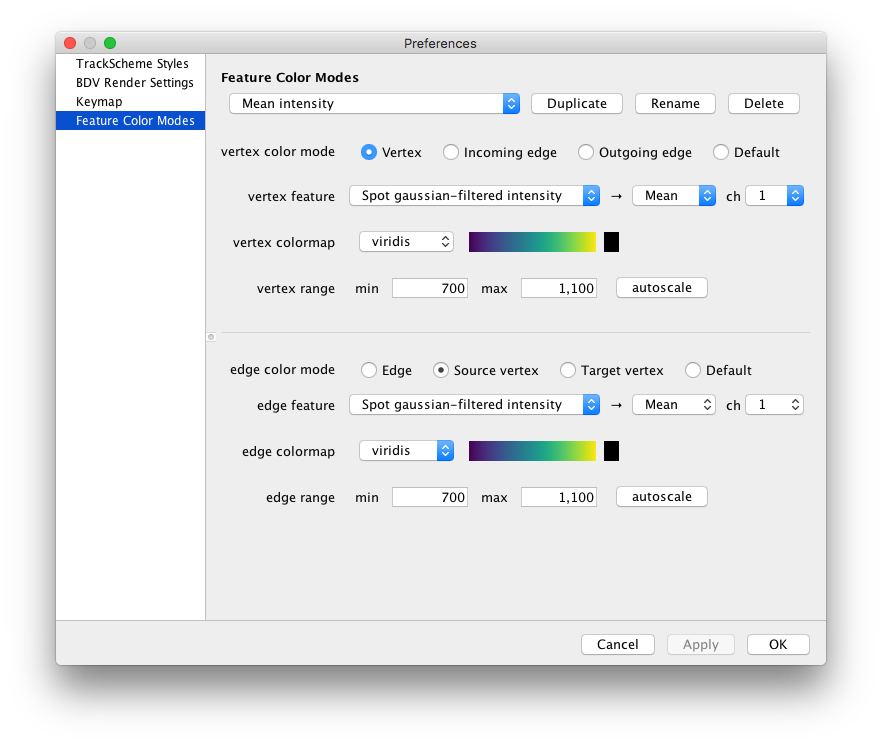 Preferences
TrackScheme Styles
BDV Render Settings
Keymap
Feature Color Modes
Feature Color Modes
Mean intensity Duplicate Rename Delete
vertex color mode Vertex Incoming edge Outgoing edge Default
vertex feature Spot gaussian-filtered intensity → Mean ch 1
vertex colormap viridis
vertex range min 700 max 1,100 autoscale
edge color mode Edge Source vertex Target vertex Default
edge feature Spot gaussian-filtered intensity → Mean ch 1
edge colormap viridis
edge range min 700 max 1,100 autoscale
Cancel Apply OK